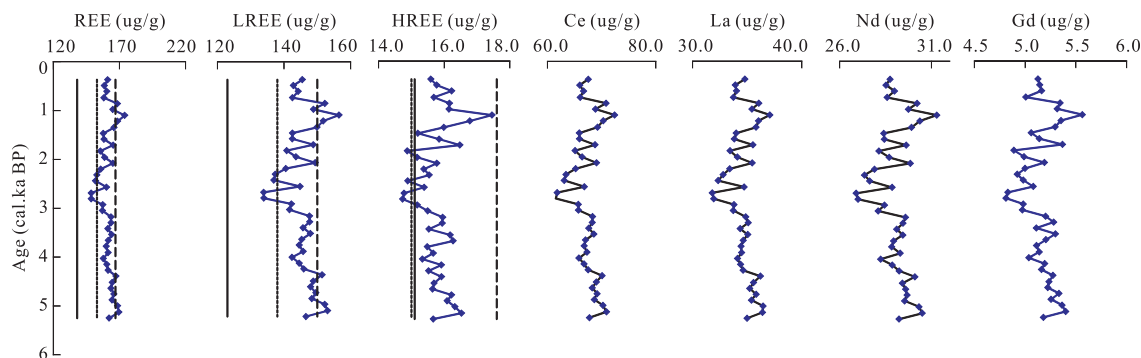 REE (ug/g) LREE (ug/g) HREE (ug/g) Ce (ug/g) La (ug/g) Nd (ug/g) Gd (ug/g)
120 170 220 120 140 160 14.0 16.0 18.0 60.0 80.0 30.0 40.0 26.0 31.0 4.5 5.0 5.5 6.0
Age (cal.ka BP)
0
1
2
3
4
5
6